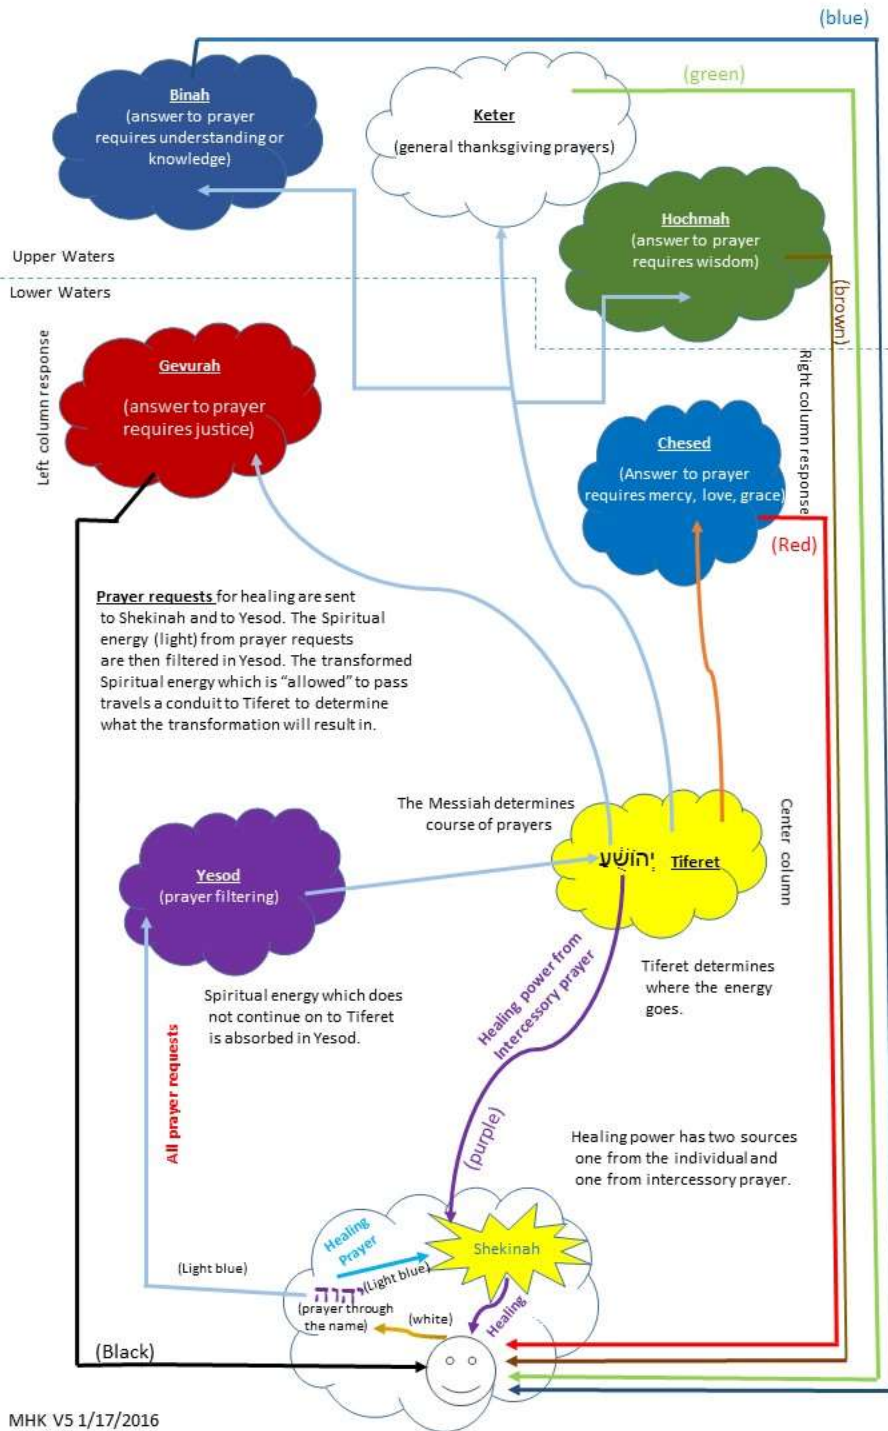 (blue)
Binah
(answer to prayer
requires understanding or
knowledge)
(green)
Keter
(general thanksgiving prayers)
Hochmah
(answer to prayer
requires wisdom)
(brown)
Upper Waters
Lower Waters
Left column response
Gevurah
(answer to prayer
requires justice)
Right column response
Chesed
(Answer to prayer
requires mercy, love, grace)
(Red)
Prayer requests for healing are sent
to Shekinah and to Yesod. The Spiritual
energy (light) from prayer requests
are then filtered in Yesod. The transformed
Spiritual energy which is “allowed” to pass
travels a conduit to Tiferet to determine
what the transformation will result in.
The Messiah determines
course of prayers
Center column
Yesod
(prayer filtering)
יְהוֹשֻׁעַ Tiferet
Tiferet determines
where the energy
goes.
Spiritual energy which does
not continue on to Tiferet
is absorbed in Yesod.
Healing power from
Intercessory prayer
(purple)
All prayer requests
Healing power has two sources
one from the individual and
one from intercessory prayer.
Healing
Prayer
Shekinah
(Light blue)
(Light blue)
יהוה
(prayer through
the name)
(white)
Healing
(Black)
MHK V5 1/17/2016